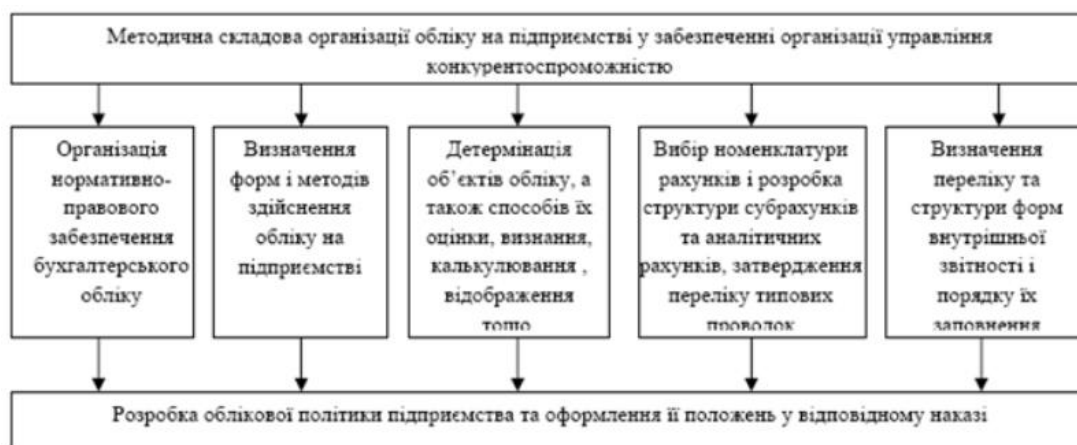 Методична складова організації обліку на підприємстві у забезпеченні організації управління
конкурентоспроможністю
Організація
нормативно-
правового
забезпечення
бухгалтерського
обліку
Визначення
форм і методів
здійснення
обліку на
підприємстві
Детермінація
об’єктів обліку, а
також способів їх
оцінки, визнання,
калькулювання ,
відображення
тощо
Вибір номенклатури
рахунків і розробка
структури субрахунків
та аналітичних
рахунків, затвердження
переліку типових
проводок
Визначення
переліку та
структури форм
внутрішньої
звітності і
порядку їх
заповнення
Розробка облікової політики підприємства та оформлення її положень у відповідному наказі